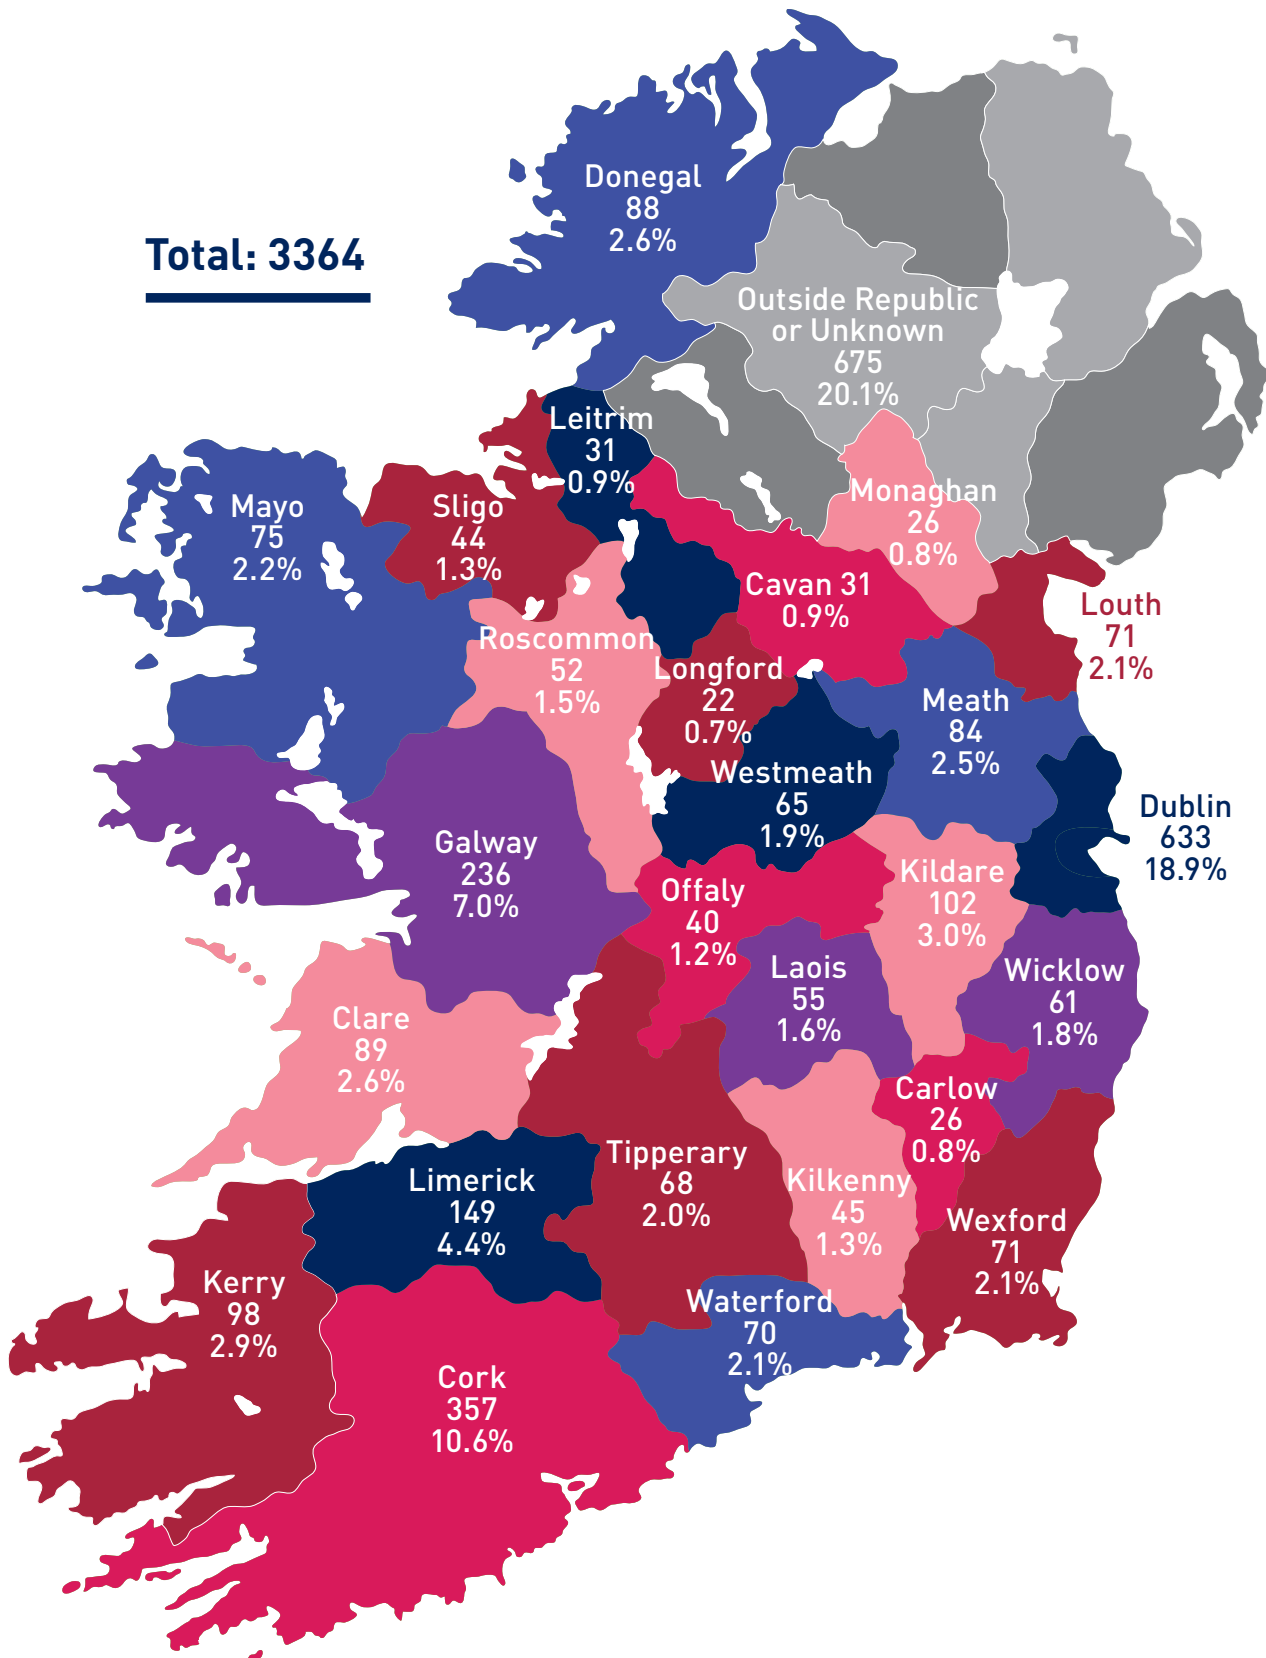 Donegal
88
2.6%
Total: 3364
Outside Republic
or Unknown
675
20.1%
Leitrim
31
0.9%
Mayo
75
2.2%
Sligo
44
1.3%
Monaghan
26
0.8%
Cavan 31
0.9%
Louth
71
2.1%
Roscommon
52
1.5%
Longford
22
0.7%
Meath
84
2.5%
Westmeath
65
1.9%
Dublin
633
18.9%
Galway
236
7.0%
Offaly
40
1.2%
Kildare
102
3.0%
Laois
55
1.6%
Wicklow
61
1.8%
Clare
89
2.6%
Carlow
26
0.8%
Limerick
149
4.4%
Tipperary
68
2.0%
Kilkenny
45
1.3%
Wexford
71
2.1%
Kerry
98
2.9%
Waterford
70
2.1%
Cork
357
10.6%